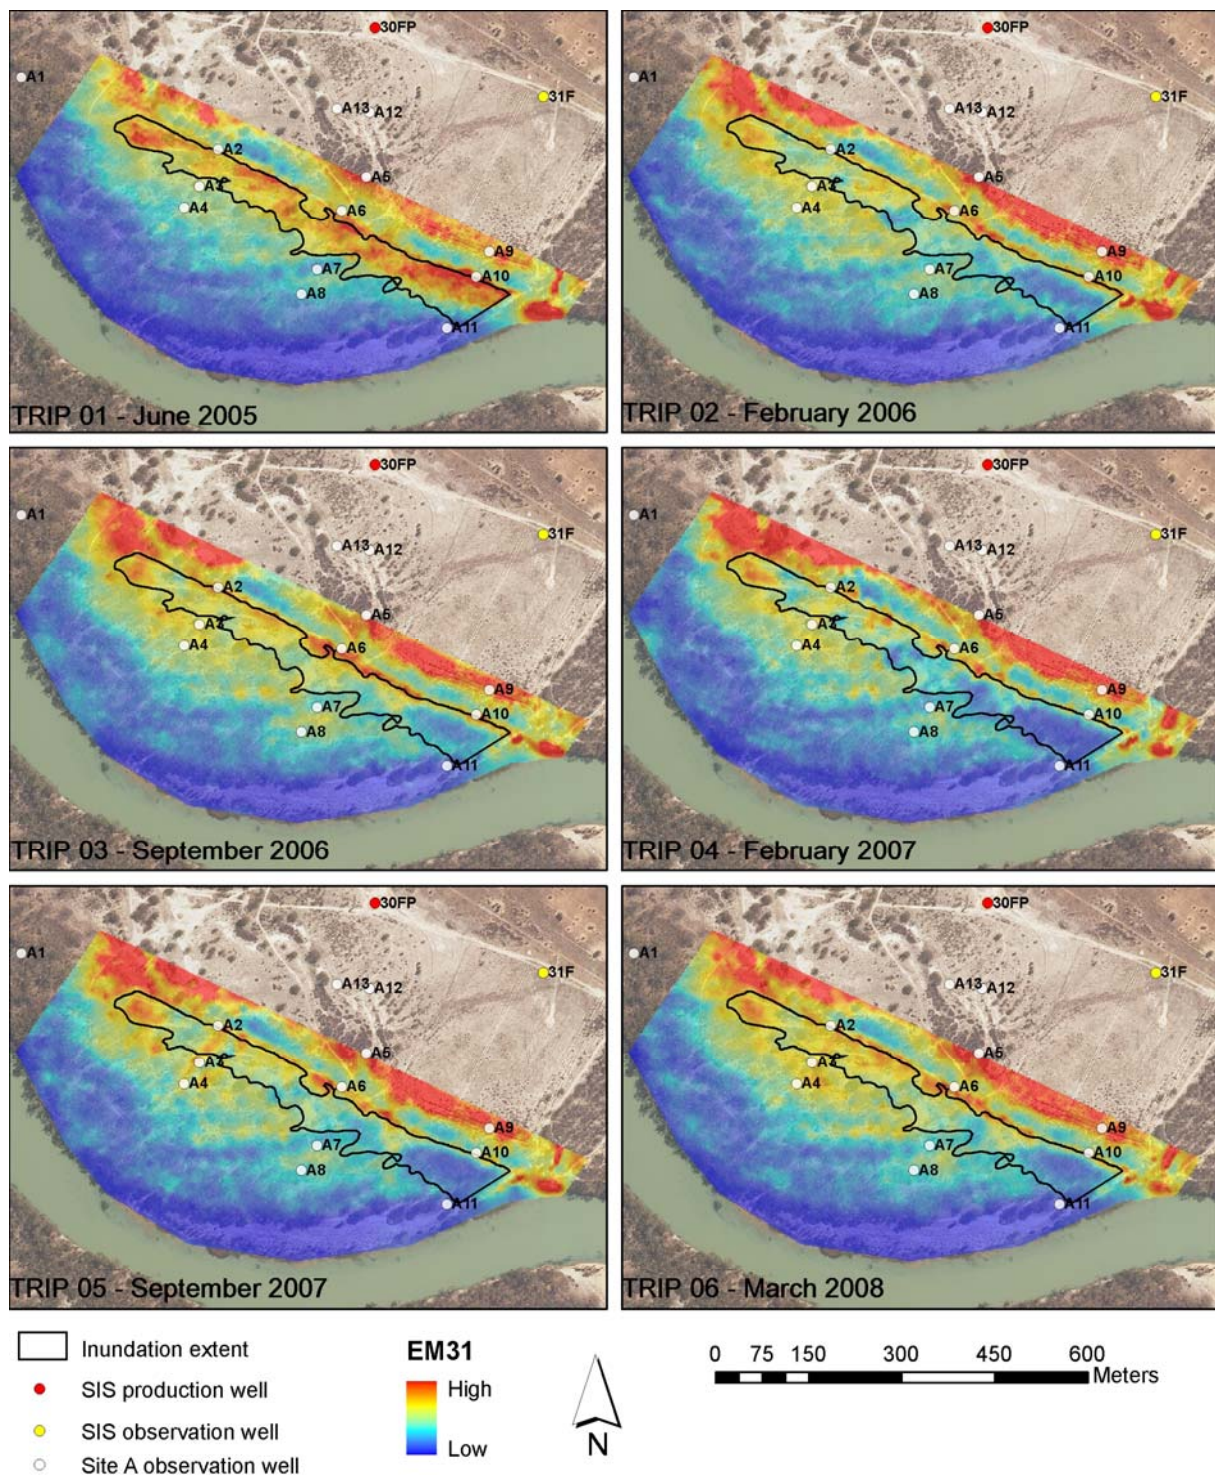 30FP
A1
31F
A13 A12
A2
A5
A3
A4
A6
A9
A7
A10
A8
A11
TRIP 01 - June 2005
30FP
A1
31F
A13 A12
A2
A5
A3
A4
A6
A9
A7
A10
A8
A11
TRIP 02 - February 2006
30FP
A1
31F
A13 A12
A2
A5
A3
A4
A6
A9
A7
A10
A8
A11
TRIP 03 - September 2006
30FP
A1
31F
A13 A12
A2
A5
A3
A4
A6
A9
A7
A10
A8
A11
TRIP 04 - February 2007
30FP
A1
31F
A13 A12
A2
A5
A3
A4
A6
A9
A7
A10
A8
A11
TRIP 05 - September 2007
30FP
A1
31F
A13 A12
A2
A5
A3
A4
A6
A9
A7
A10
A8
A11
TRIP 06 - March 2008
Inundation extent
SIS production well
SIS observation well
Site A observation well
EM31
High
Low
N
0 75 150 300 450 600
Meters